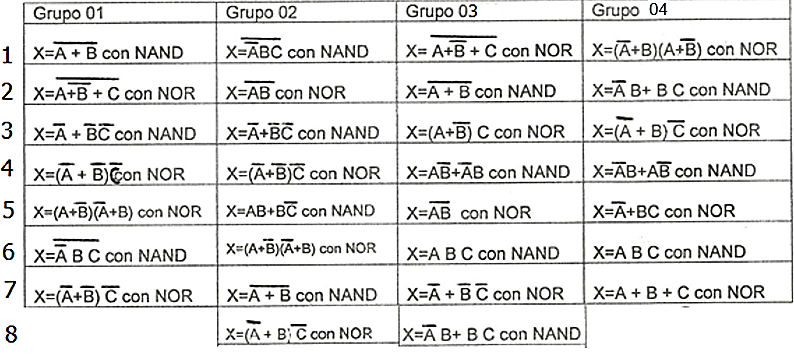 Grupo 01 Grupo 02 Grupo 03 Grupo 04
1 X=\overline{A + B} con NAND X=\overline{\overline{A}BC} con NAND X=\overline{A+\overline{B} + C} con NOR X=(\overline{A}+B)(A+\overline{B}) con NOR
2 X=\overline{A+\overline{B} + C} con NOR X=\overline{AB} con NOR X=\overline{A + B} con NAND X=\overline{A} B+ B C con NAND
3 X=\overline{A} + \overline{B}\overline{C} con NAND X=\overline{A}+\overline{B}\overline{C} con NAND X=(A+\overline{B}) C con NOR X=(\overline{A} + B) \overline{C} con NOR
4 X=(\overline{A} + \overline{B})\overline{C} con NOR X=(\overline{A}+\overline{B})\overline{C} con NOR X=A\overline{B}+\overline{A}B con NAND X=\overline{A}B+A\overline{B} con NAND
5 X=(A+\overline{B})(\overline{A}+B) con NOR X=AB+B\overline{C} con NAND X=\overline{AB} con NOR X=\overline{A}+BC con NOR
6 X=\overline{\overline{A} B C} con NAND X=(A+\overline{B})(\overline{A}+B) con NOR X=A B C con NAND X=A B C con NAND
7 X=(\overline{A}+\overline{B}) \overline{C} con NOR X=\overline{A + B} con NAND X=\overline{A} + \overline{B} \overline{C} con NOR X=A + B + C con NOR
8 X=(\overline{A} + B) \overline{C} con NOR X=\overline{A} B+ B C con NAND